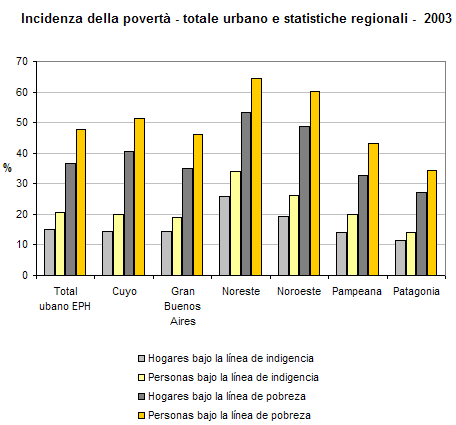 Incidenza della povertà - totale urbano e statistiche regionali - 2003
70
60
50
40
30
20
10
0
%
Total
ubano EPH
Cuyo
Gran
Buenos
Aires
Noreste
Noroeste
Pampeana
Patagonia
Hogares bajo la línea de indigencia
Personas bajo la línea de indigencia
Hogares bajo la línea de pobreza
Personas bajo la línea de pobreza